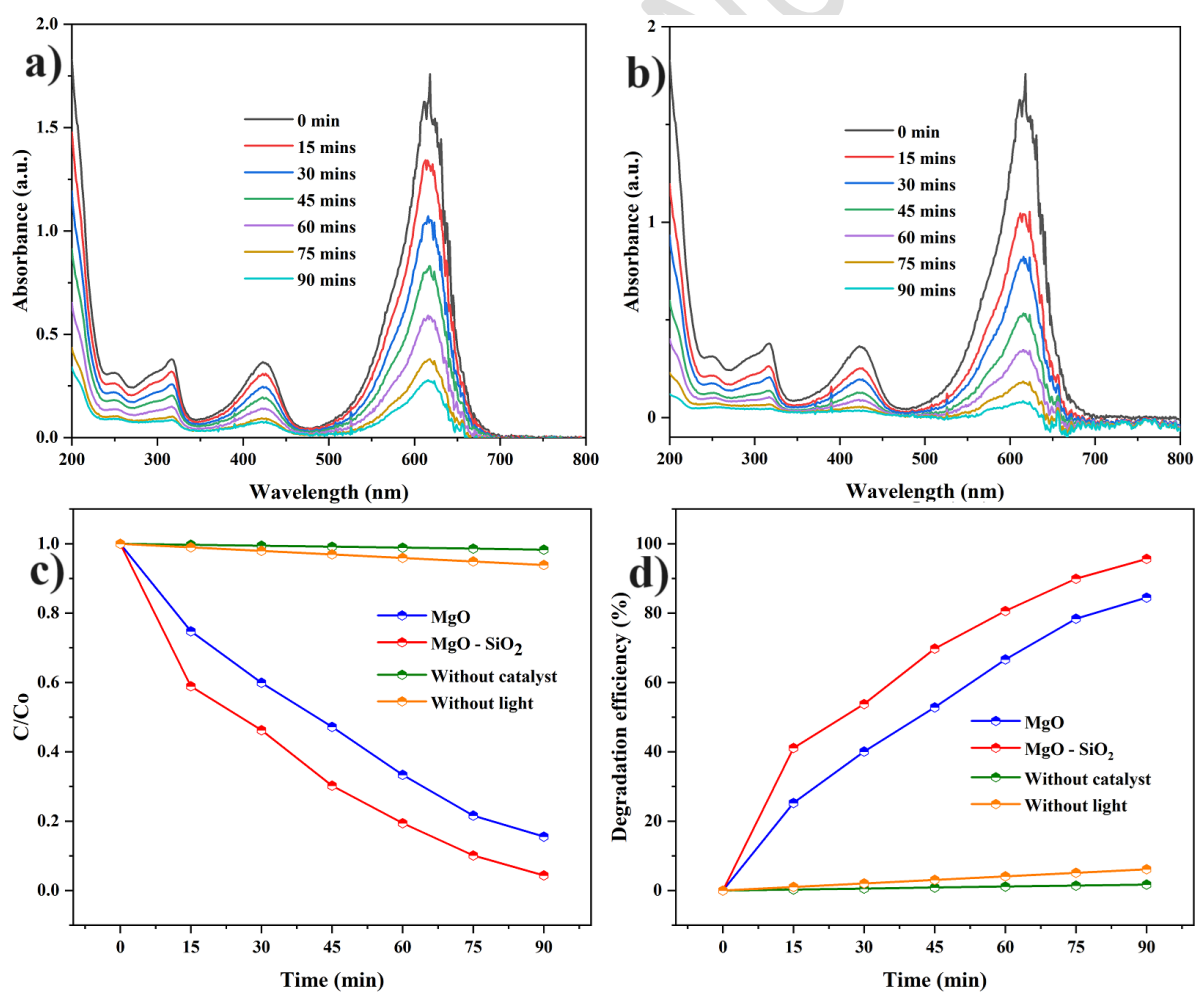 a)
2.0
1.5
1.0
0.5
0.0
Absorbance (a.u.)
0 min
15 mins
30 mins
45 mins
60 mins
75 mins
90 mins
200 300 400 500 600 700 800
Wavelength (nm)
b)
2
1
0
Absorbance (a.u.)
0 min
15 mins
30 mins
45 mins
60 mins
75 mins
90 mins
200 300 400 500 600 700 800
Wavelength (nm)
c)
1.0
0.8
0.6
0.4
0.2
0.0
C/Co
MgO
MgO - SiO₂
Without catalyst
Without light
0 15 30 45 60 75 90
Time (min)
d)
100
80
60
40
20
0
Degradation efficiency (%)
MgO
MgO - SiO₂
Without catalyst
Without light
0 15 30 45 60 75 90
Time (min)